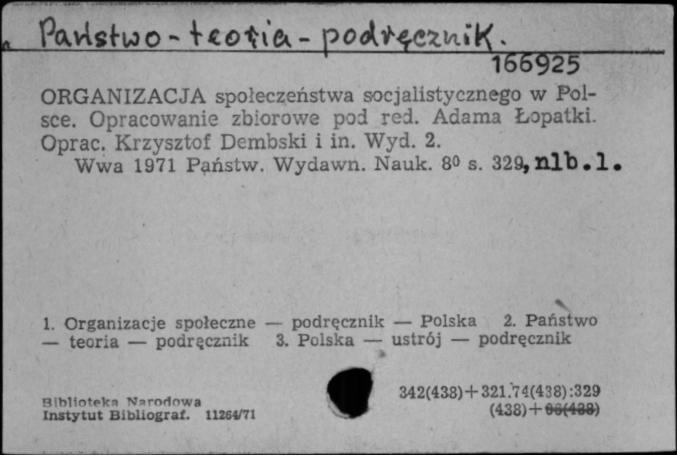 Państwo - teoria - podręcznik.
166925
ORGANIZACJA społeczeństwa socjalistycznego w Pol-
sce. Opracowanie zbiorowe pod red. Adama Łopatki.
Oprac. Krzysztof Dembski i in. Wyd. 2.
Wwa 1971 Państw. Wydawn. Nauk. 8⁰ s. 329, nlb.1.
1. Organizacje społeczne — podręcznik — Polska 2. Państwo
— teoria — podręcznik 3. Polska — ustrój — podręcznik
Biblioteka Narodowa
Instytut Bibliograf. 11264/71
342(438)+321.74(438):329
(438)+